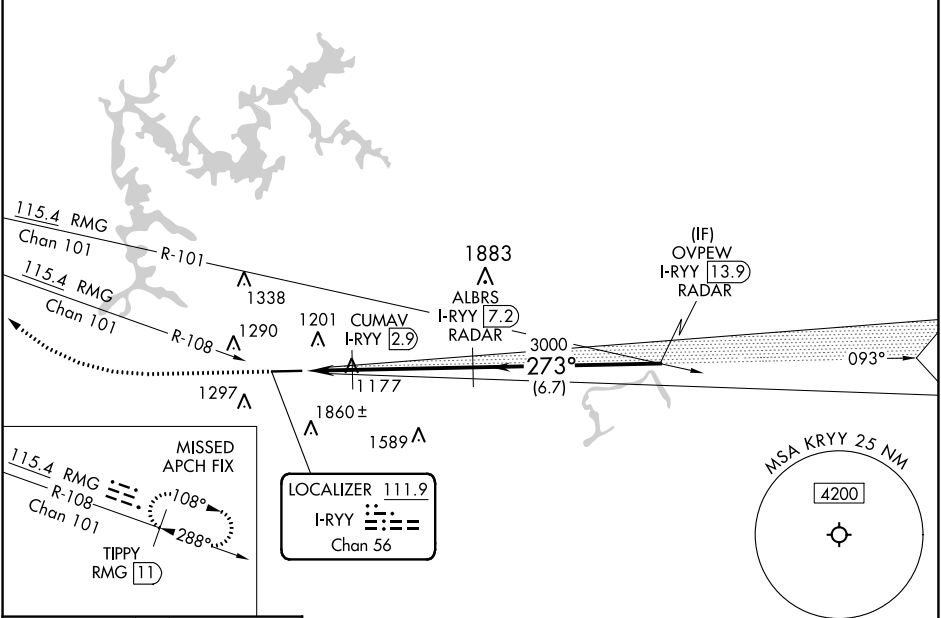 115.4 RMG
Chan 101
R-101
115.4 RMG
Chan 101
R-108
1338
1290
1297
1201
CUMAV
I-RYY 2.9
1177
1860 ±
1589
1883
ALBRS
I-RYY 7.2
RADAR
(IF)
OVPEW
I-RYY 13.9
RADAR
3000
273°
(6.7)
093°
MISSED
APCH FIX
115.4 RMG
R-108
Chan 101
108°
288°
TIPPY
RMG 11
LOCALIZER 111.9
I-RYY
Chan 56
MSA KRYY 25 NM
4200